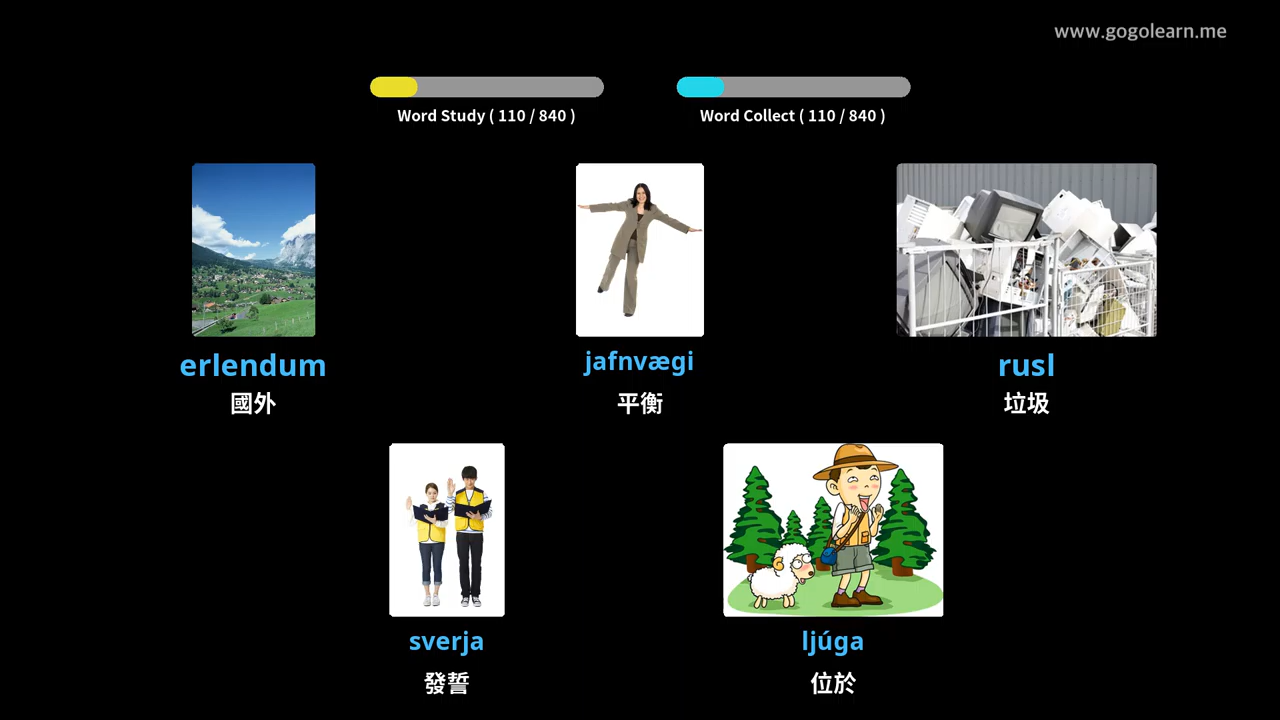 www.gogolearn.me
Word Study ( 110 / 840 )
Word Collect ( 110 / 840 )
erlendum
國外
jafnvægi
平衡
rusl
垃圾
sverja
發誓
ljúga
位於